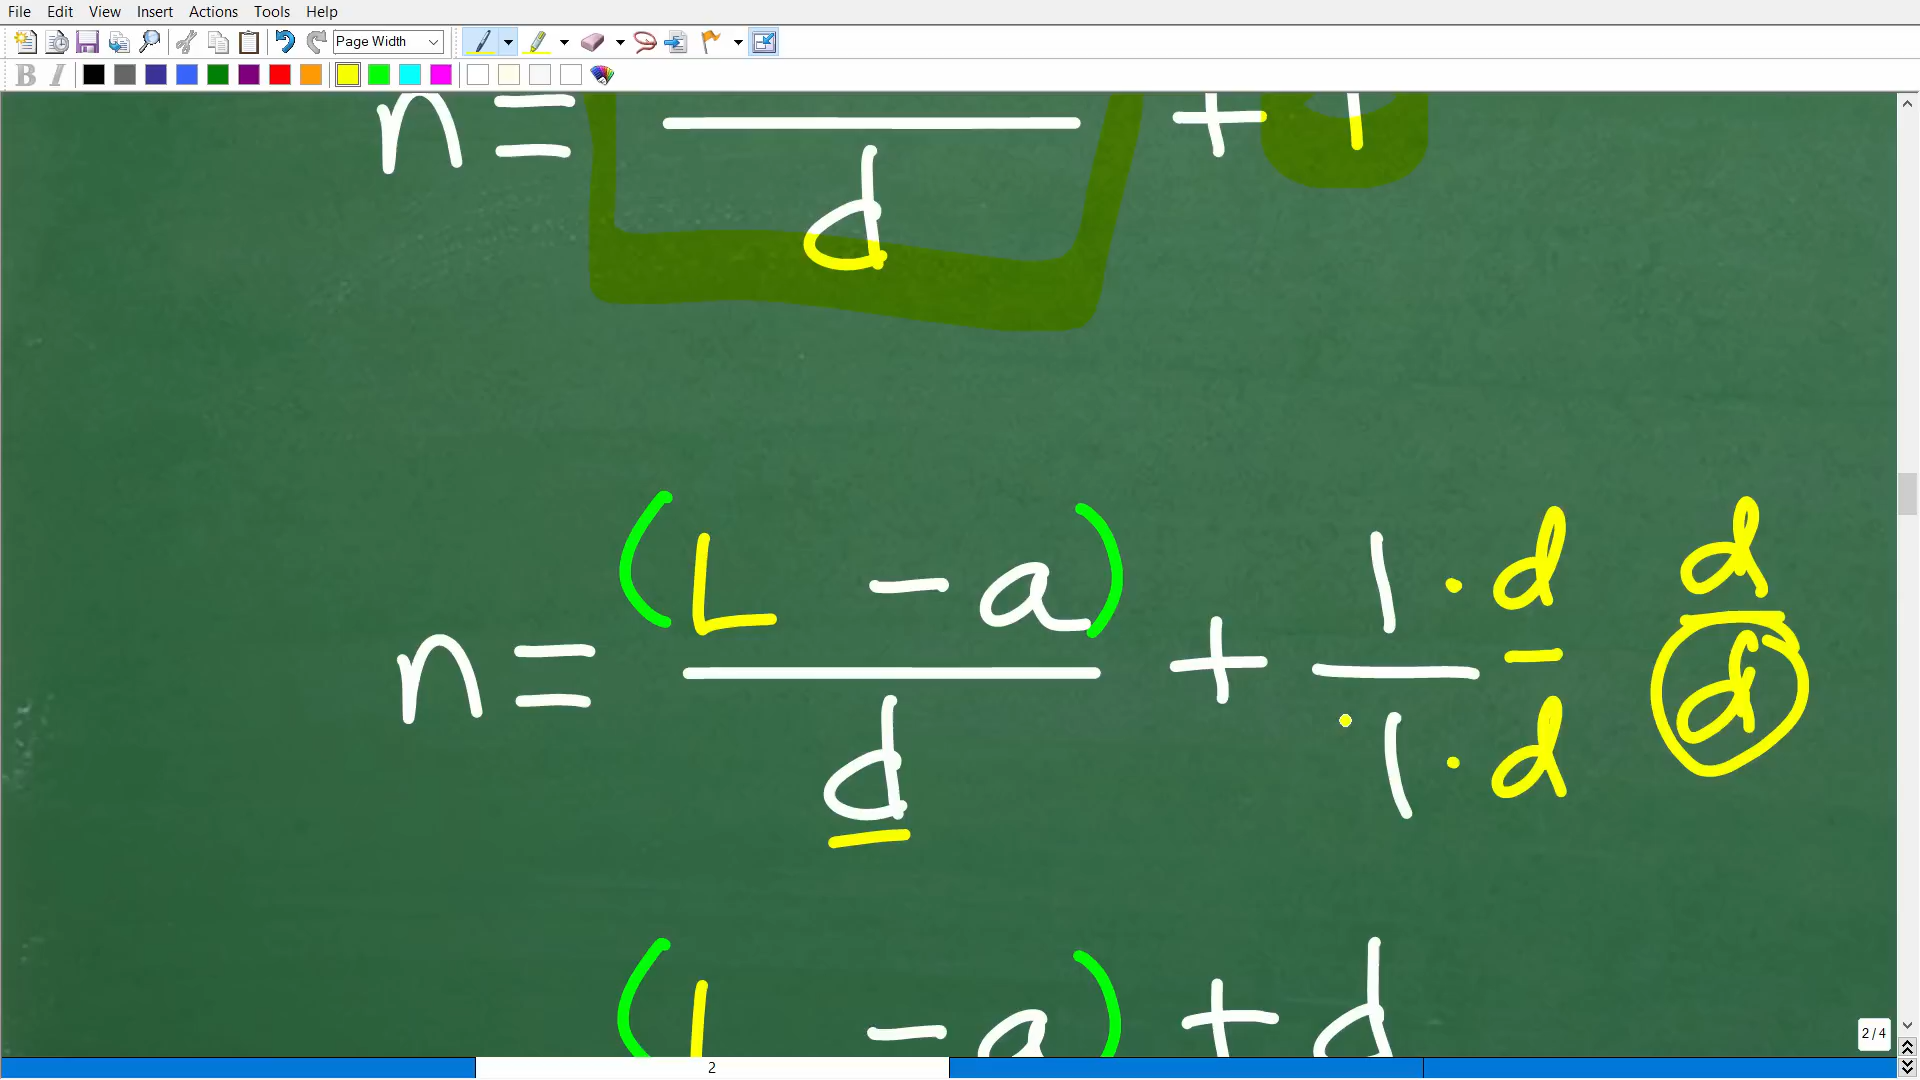 File Edit View Insert Actions Tools Help
Page Width
B I
n = / d + 1
n = (L - a) / d + 1 · d / 1 · d d / d
(L - a) + d
2 / 4
2